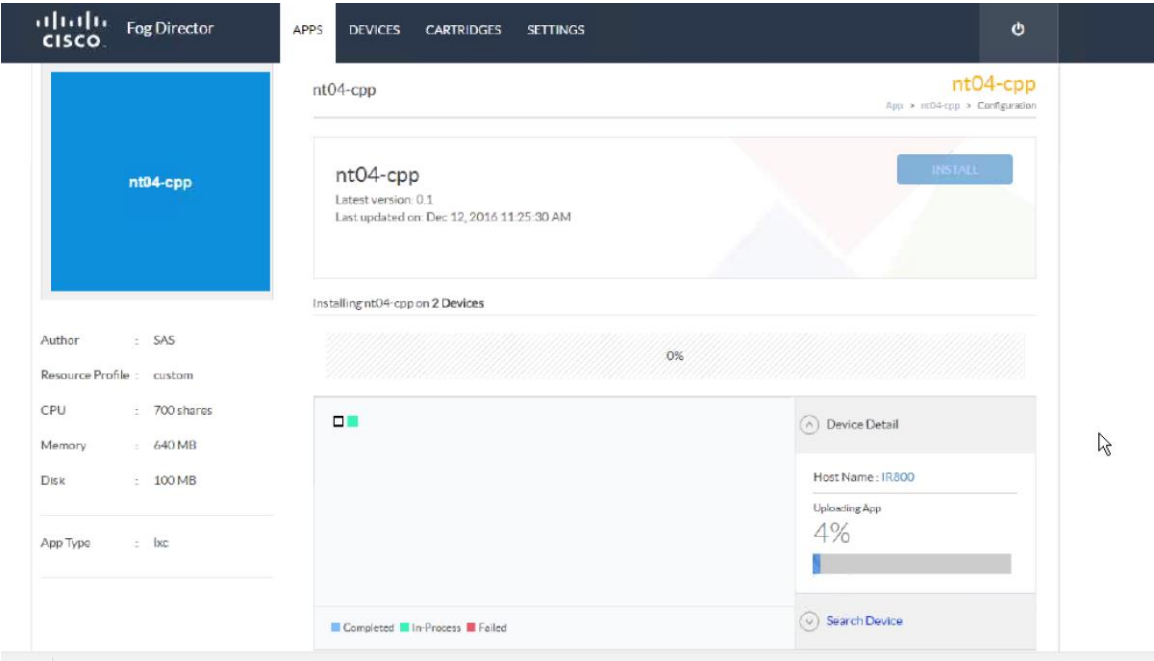 CISCO
Fog Director
APPS DEVICES CARTRIDGES SETTINGS
nt04-cpp
nt04-cpp
nt04-cpp
App > nt04-cpp > Configuration
nt04-cpp
INSTALL
Latest version: 0.1
Last updated on: Dec 12, 2016 11:25:30 AM
Installing nt04-cpp on 2 Devices
0%
Author : SAS
Resource Profile : custom
CPU : 700 shares
Memory : 640 MB
Disk : 100 MB
App Type : lxc
Device Detail
Host Name : IR800
Uploading App
4%
Completed In-Process Failed
Search Device